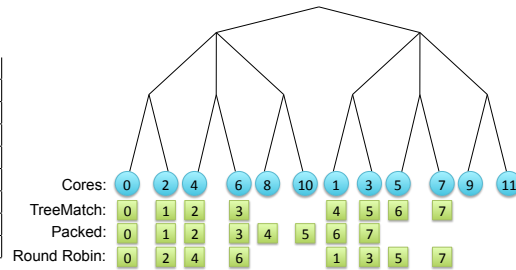 Cores: 0 2 4 6 8 10 1 3 5 7 9 11
TreeMatch: 0 1 2 3 4 5 6 7
Packed: 0 1 2 3 4 5 6 7
Round Robin: 0 2 4 6 1 3 5 7